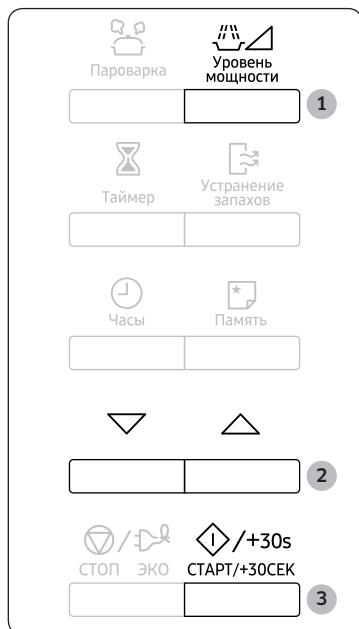 Пароварка
Уровень
мощности
1
Таймер
Устранение
запахов
Часы
Память
2
/
/+30s
СТОП ЭКО
СТАРТ/+30СЕК
3